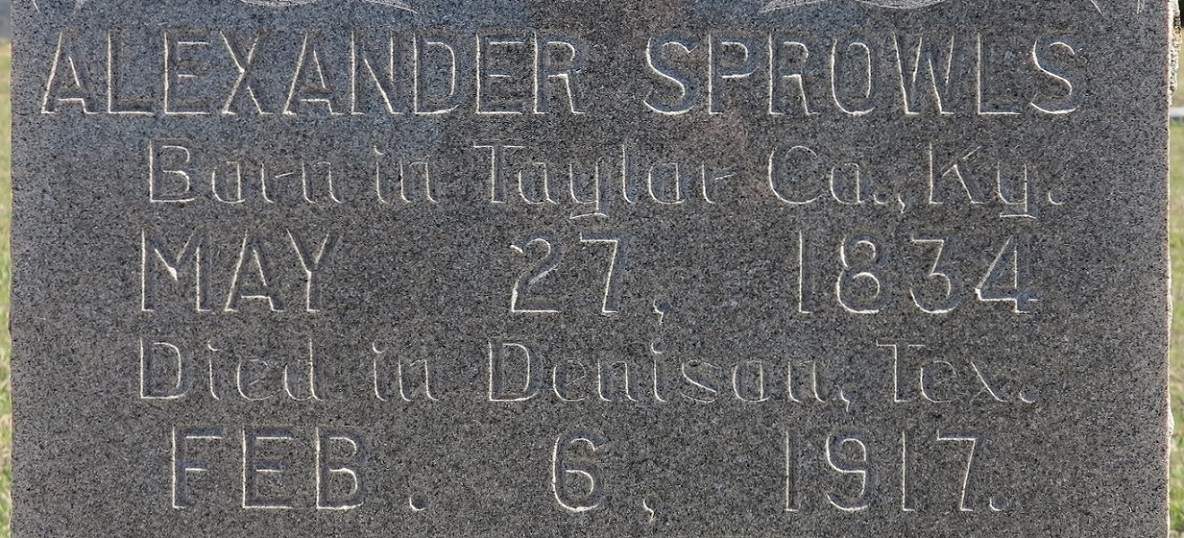 ALEXANDER SPROWLS
Born in Taylor Co., Ky.
MAY 27, 1834
Died in Denison, Tex.
FEB. 6, 1917.